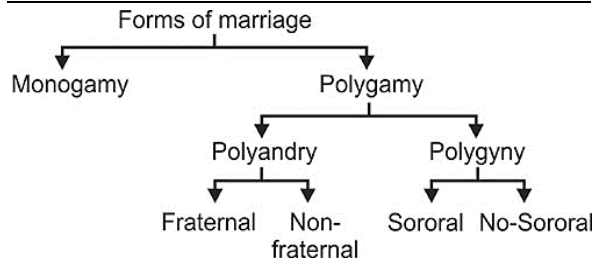 Forms of marriage
Monogamy Polygamy
Polyandry Polygyny
Fraternal Non- Sororal No-Sororal
fraternal